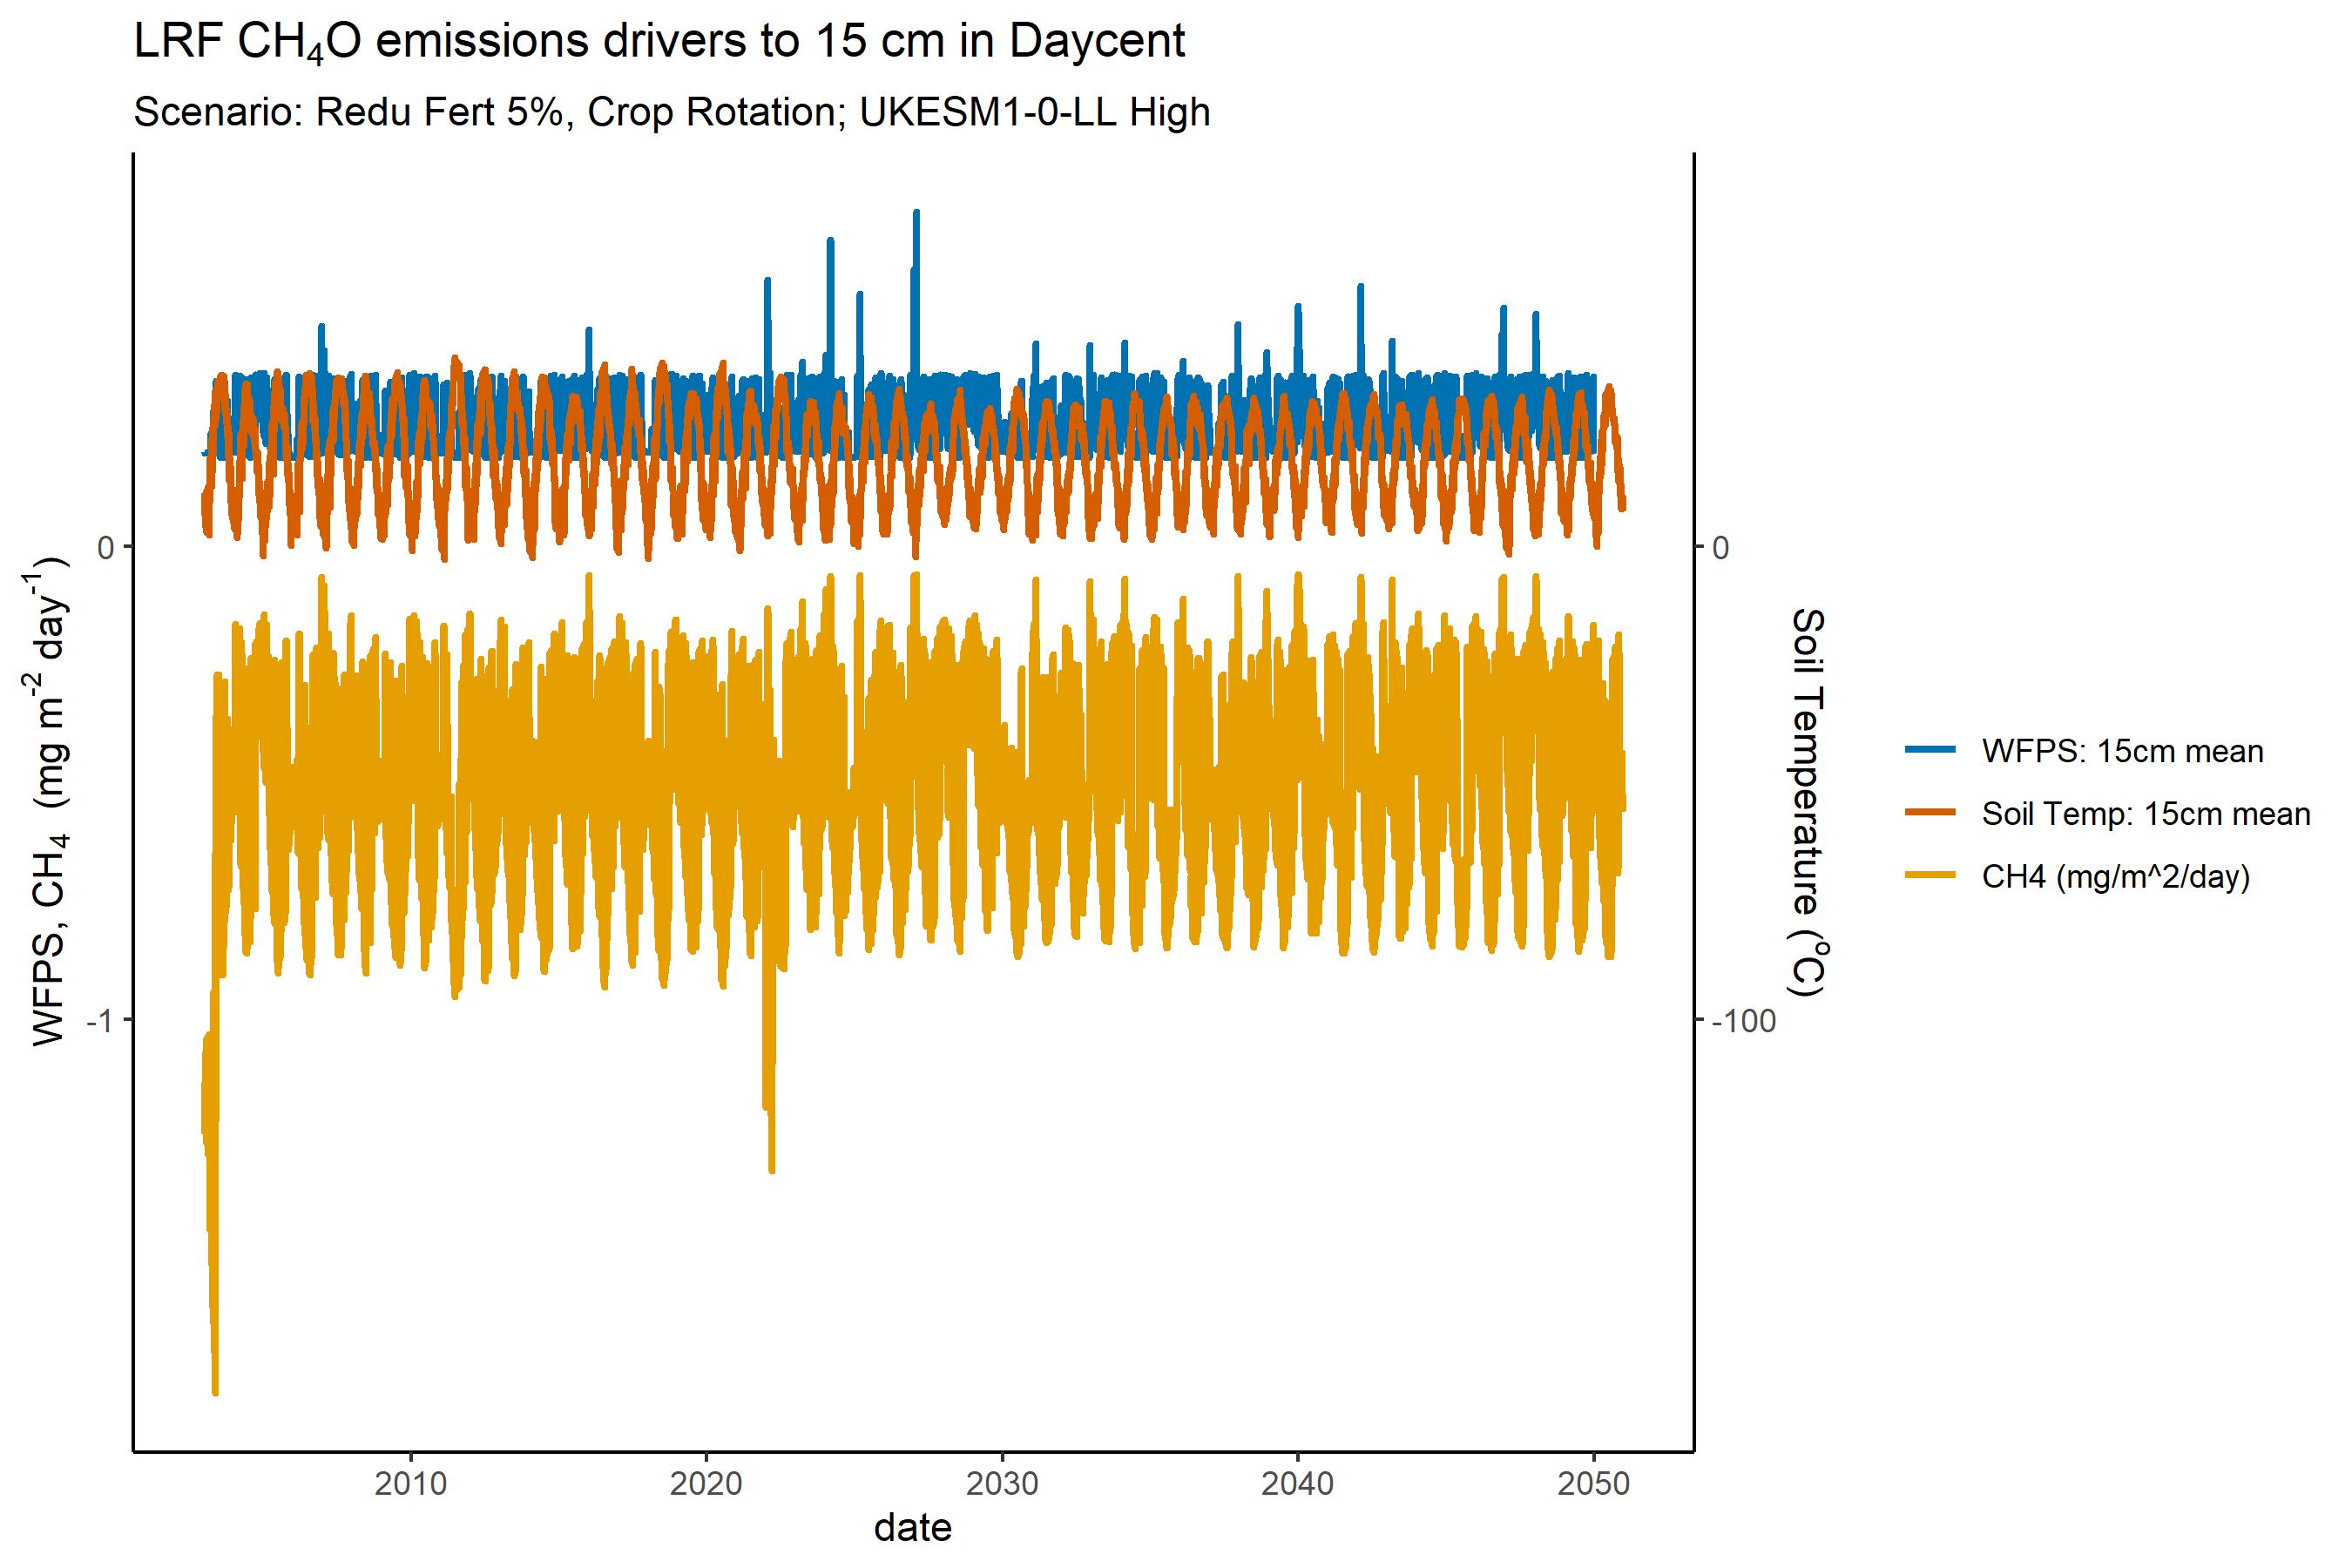 LRF CH₄O emissions drivers to 15 cm in Daycent
Scenario: Redu Fert 5%, Crop Rotation; UKESM1-0-LL High
WFPS, CH₄ (mg m⁻² day⁻¹)
0
-1
2010 2020 2030 2040 2050
date
0
-100
Soil Temperature (°C)
WFPS: 15cm mean
Soil Temp: 15cm mean
CH4 (mg/m^2/day)